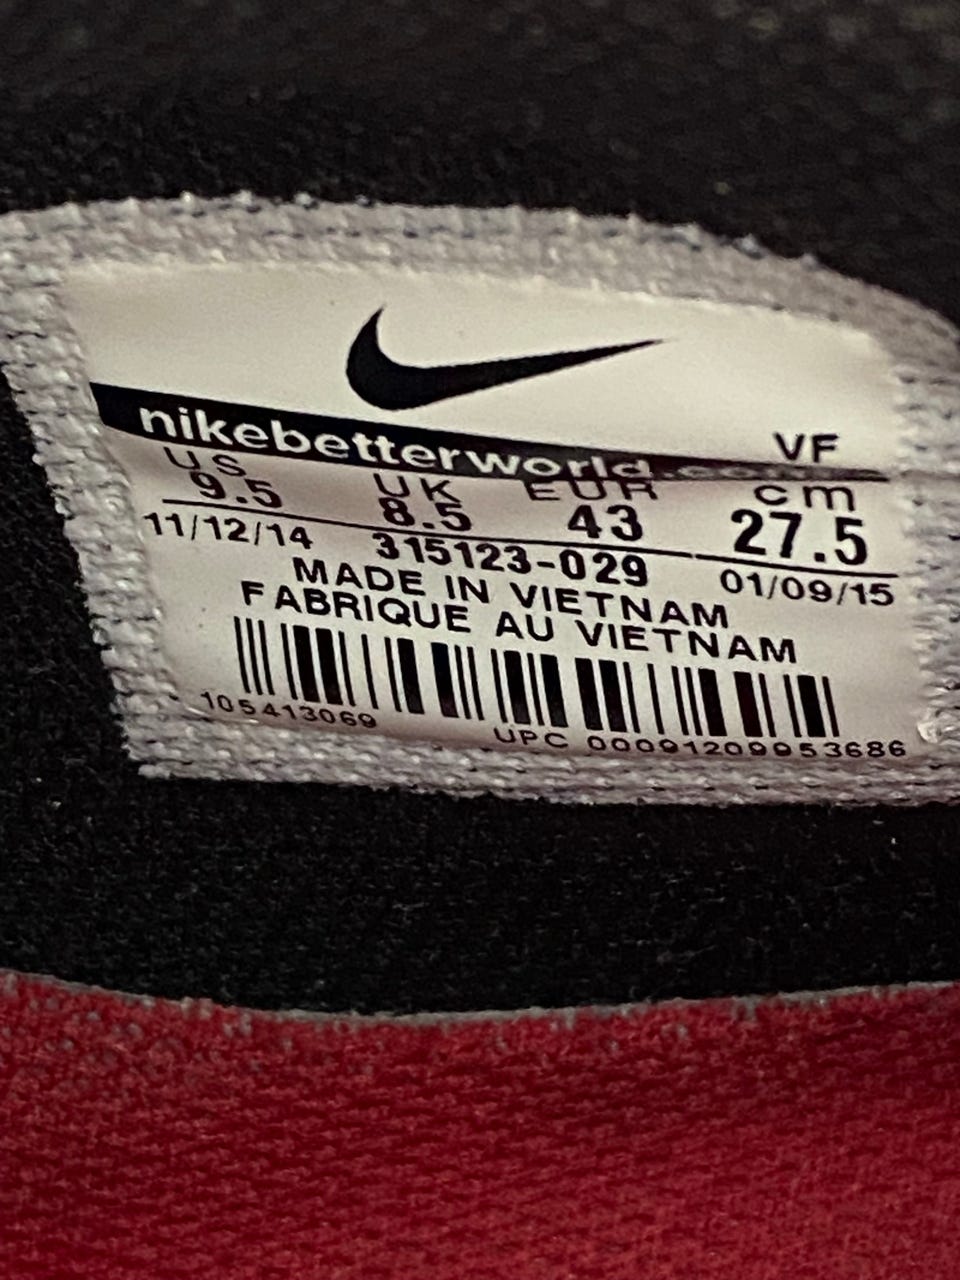 VF
nikebetterworld.com
US UK EUR cm
9.5 8.5 43 27.5
11/12/14 315123-029 01/09/15
MADE IN VIETNAM
FABRIQUE AU VIETNAM
105413069
UPC 00091209953686